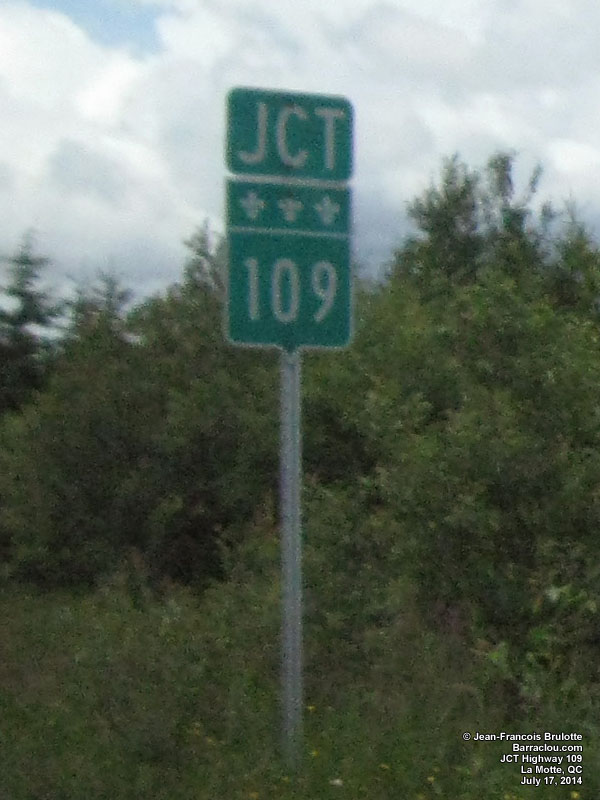 JCT
109
© Jean-Francois Brulotte
Barraclou.com
JCT Highway 109
La Motte, QC
July 17, 2014